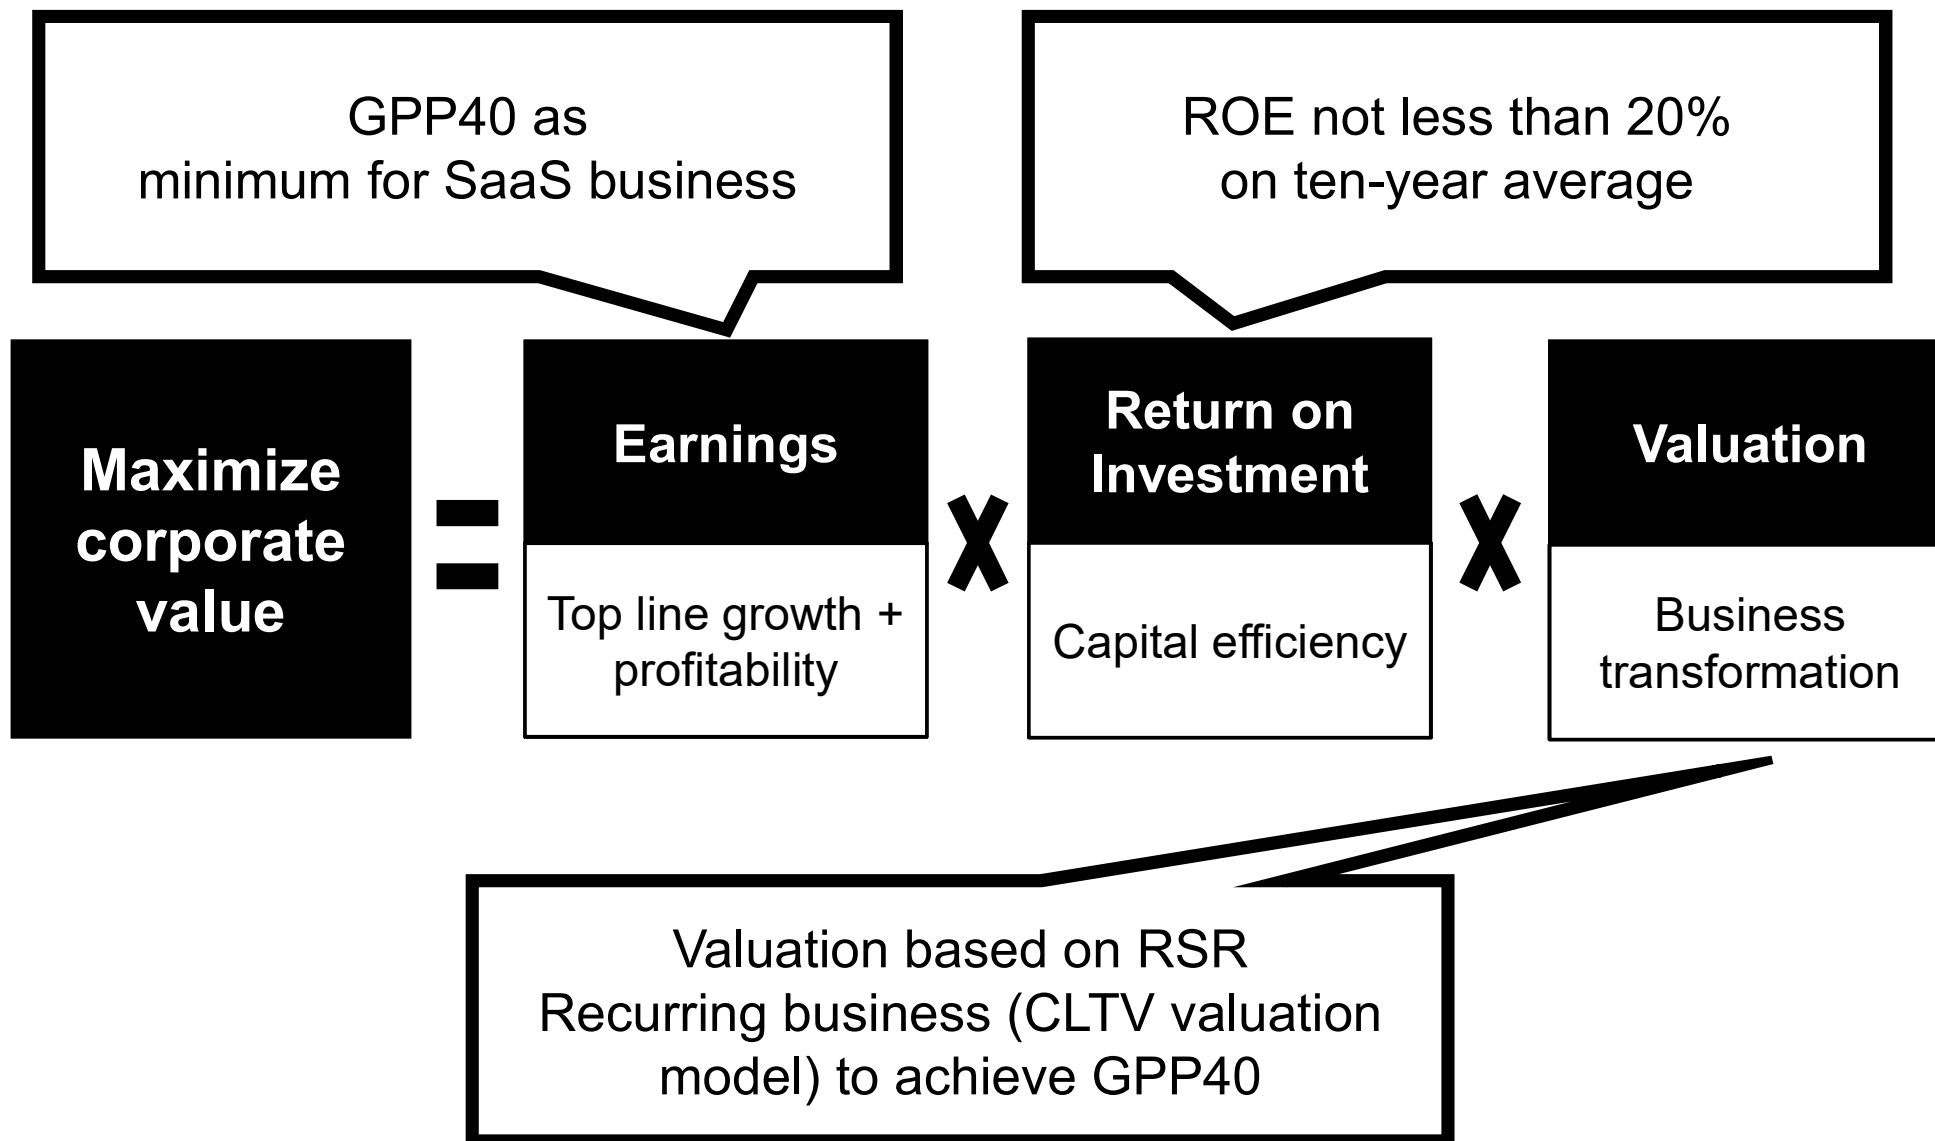 GPP40 as
minimum for SaaS business
ROE not less than 20%
on ten-year average
Maximize
corporate
value
Earnings
Top line growth +
profitability
Return on
Investment
Capital efficiency
Valuation
Business
transformation
Valuation based on RSR
Recurring business (CLTV valuation
model) to achieve GPP40